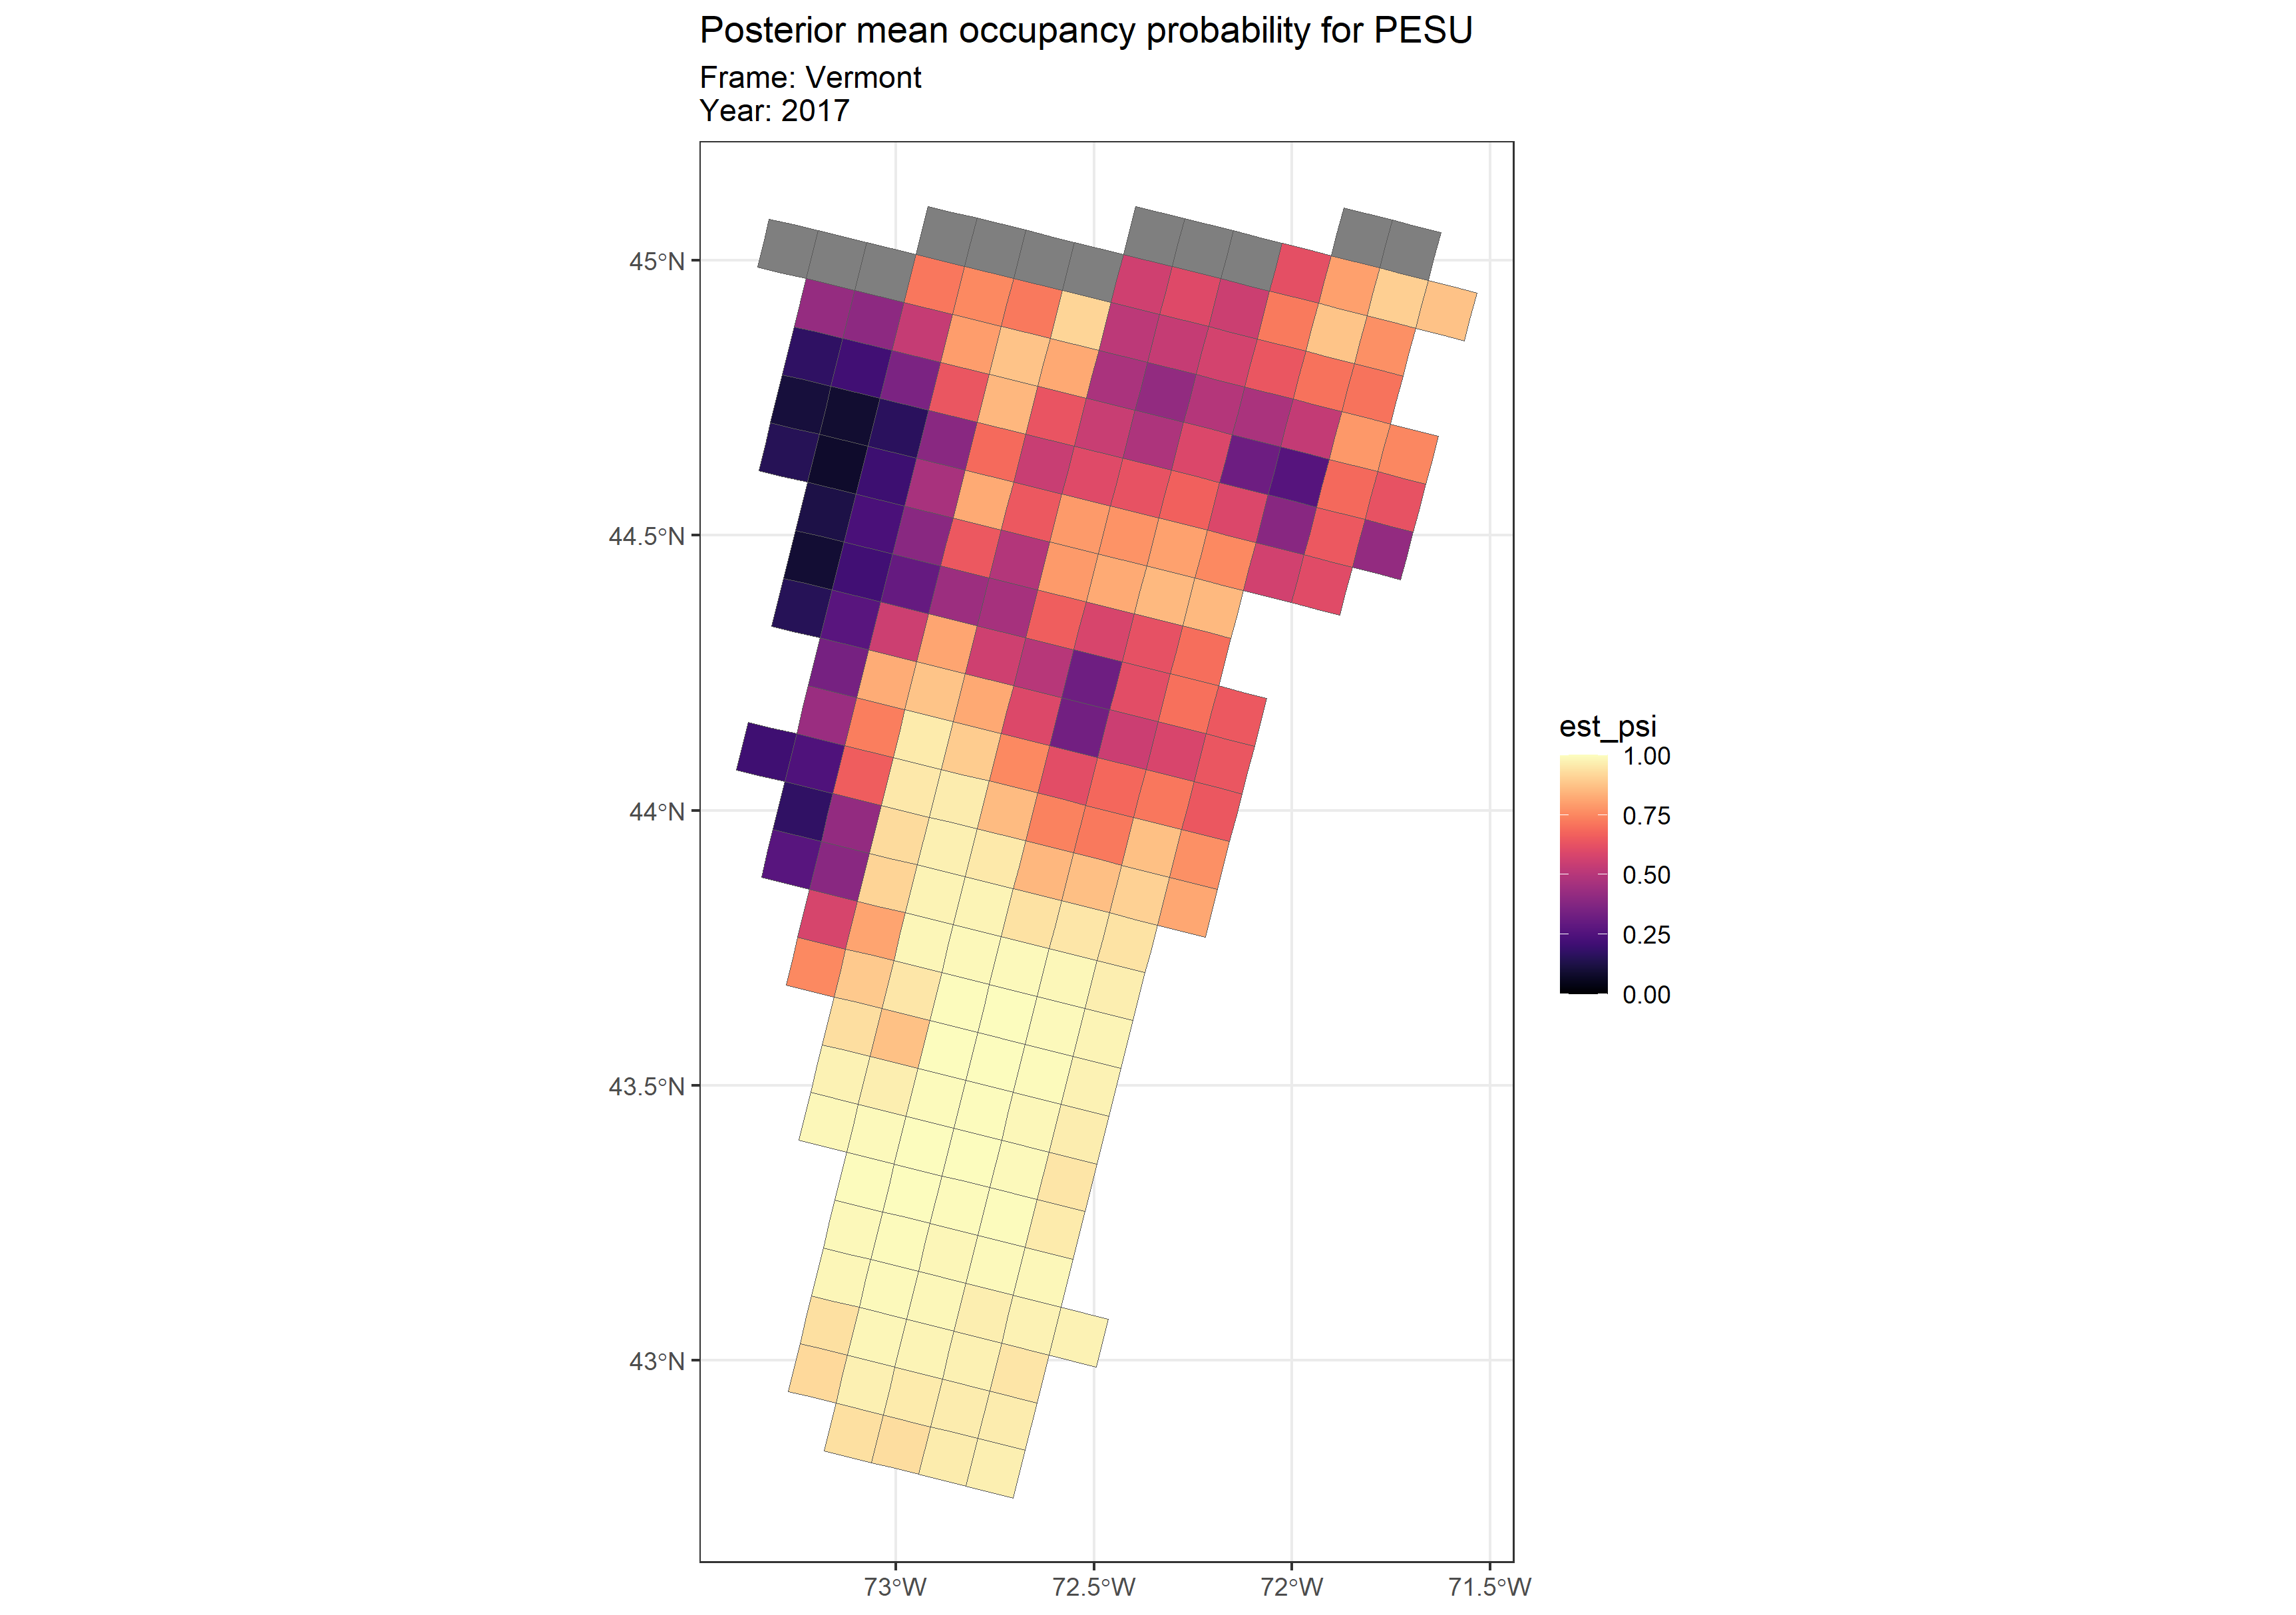 Posterior mean occupancy probability for PESU
Frame: Vermont
Year: 2017
45°N
44.5°N
44°N
43.5°N
43°N
73°W
72.5°W
72°W
71.5°W
est_psi
1.00
0.75
0.50
0.25
0.00